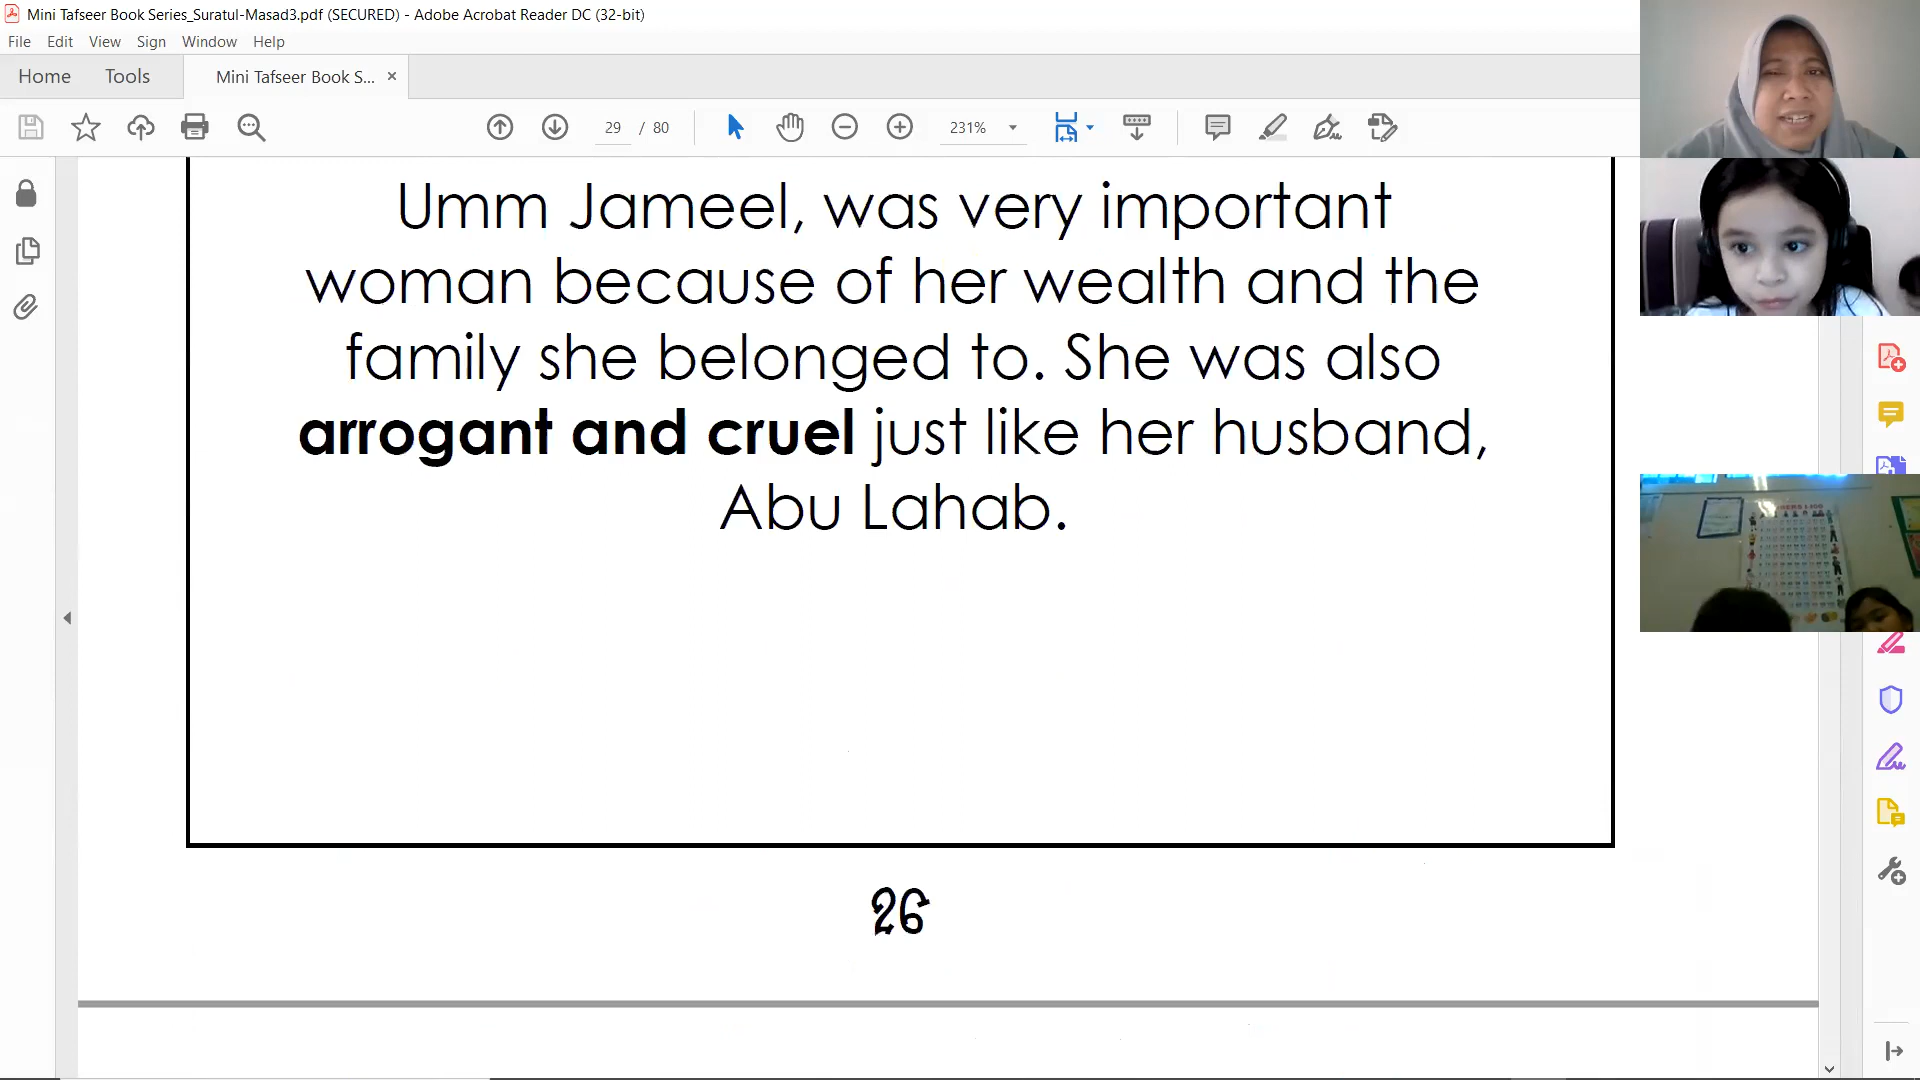 Mini Tafseer Book Series_Suratul-Masad3.pdf (SECURED) - Adobe Acrobat Reader DC (32-bit)
File Edit View Sign Window Help
Home Tools Mini Tafseer Book S... ×
29 / 80 231%
Umm Jameel, was very important
woman because of her wealth and the
family she belonged to. She was also
arrogant and cruel just like her husband,
Abu Lahab.
26